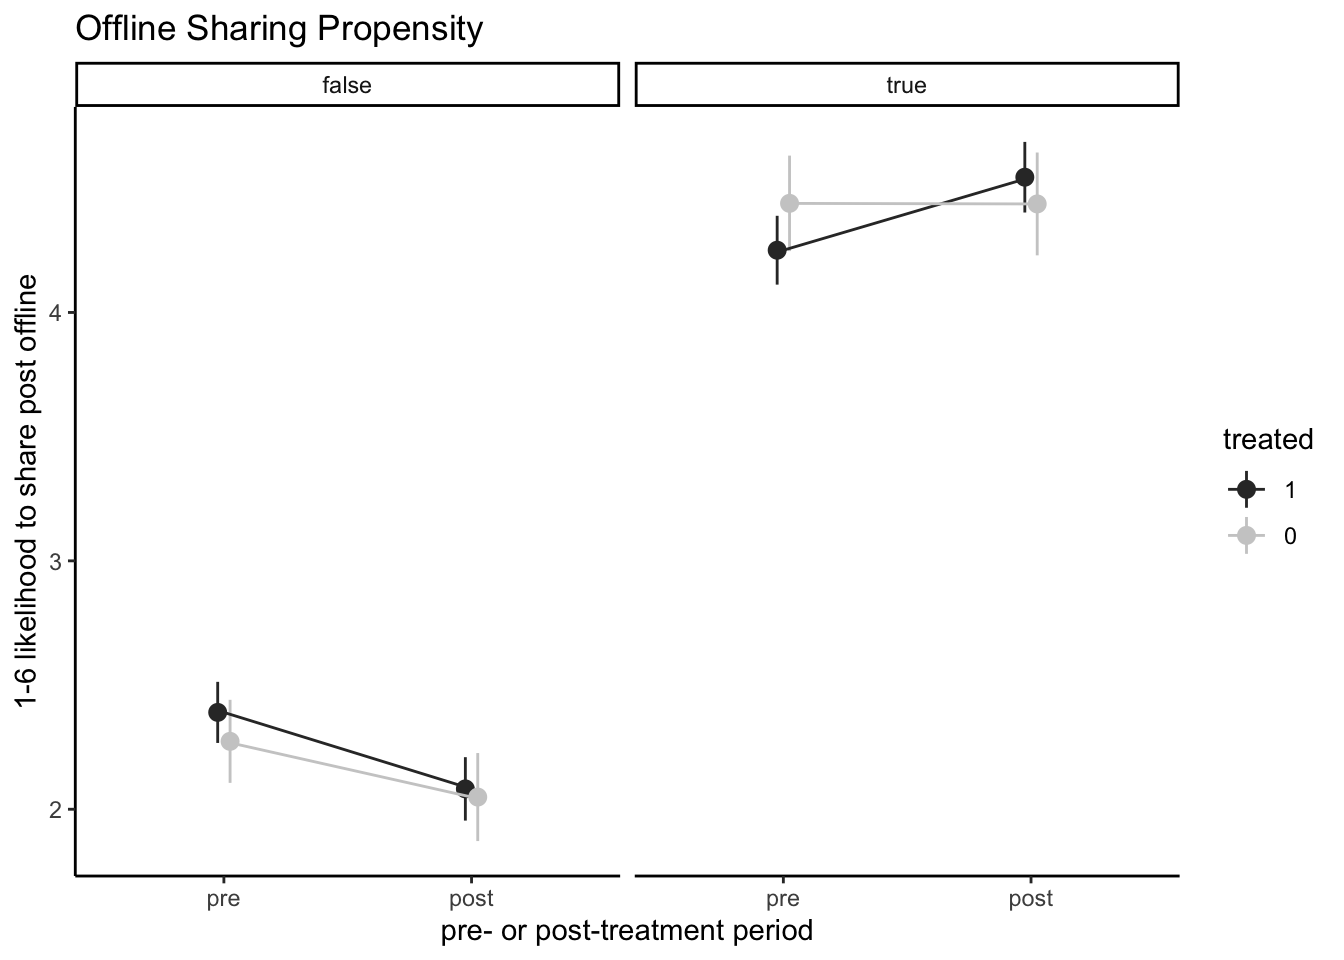 Offline Sharing Propensity
false
true
1-6 likelihood to share post offline
4
3
2
pre
post
pre
post
pre- or post-treatment period
treated
1
0